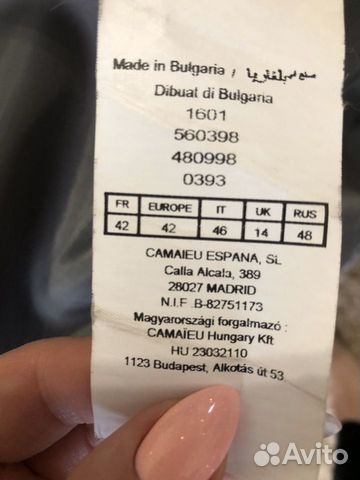 Made in Bulgaria / صنع في بلغاريا
Dibuat di Bulgaria
1601
560398
480998
0393
FR EUROPE IT UK RUS
42 42 46 14 48
CAMAIEU ESPANA, SL
Calla Alcala, 389
28027 MADRID
N.I.F .B-82751173
Magyarországi forgalmazó :
CAMAÏEU Hungary Kft
HU 23032110
1123 Budapest, Alkotás út 53
Avito